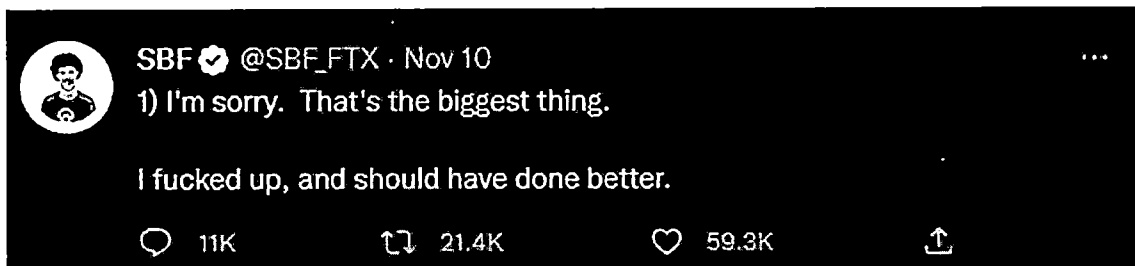 SBF @SBF_FTX · Nov 10
1) I'm sorry.  That's the biggest thing.
I fucked up, and should have done better.
11K 21.4K 59.3K